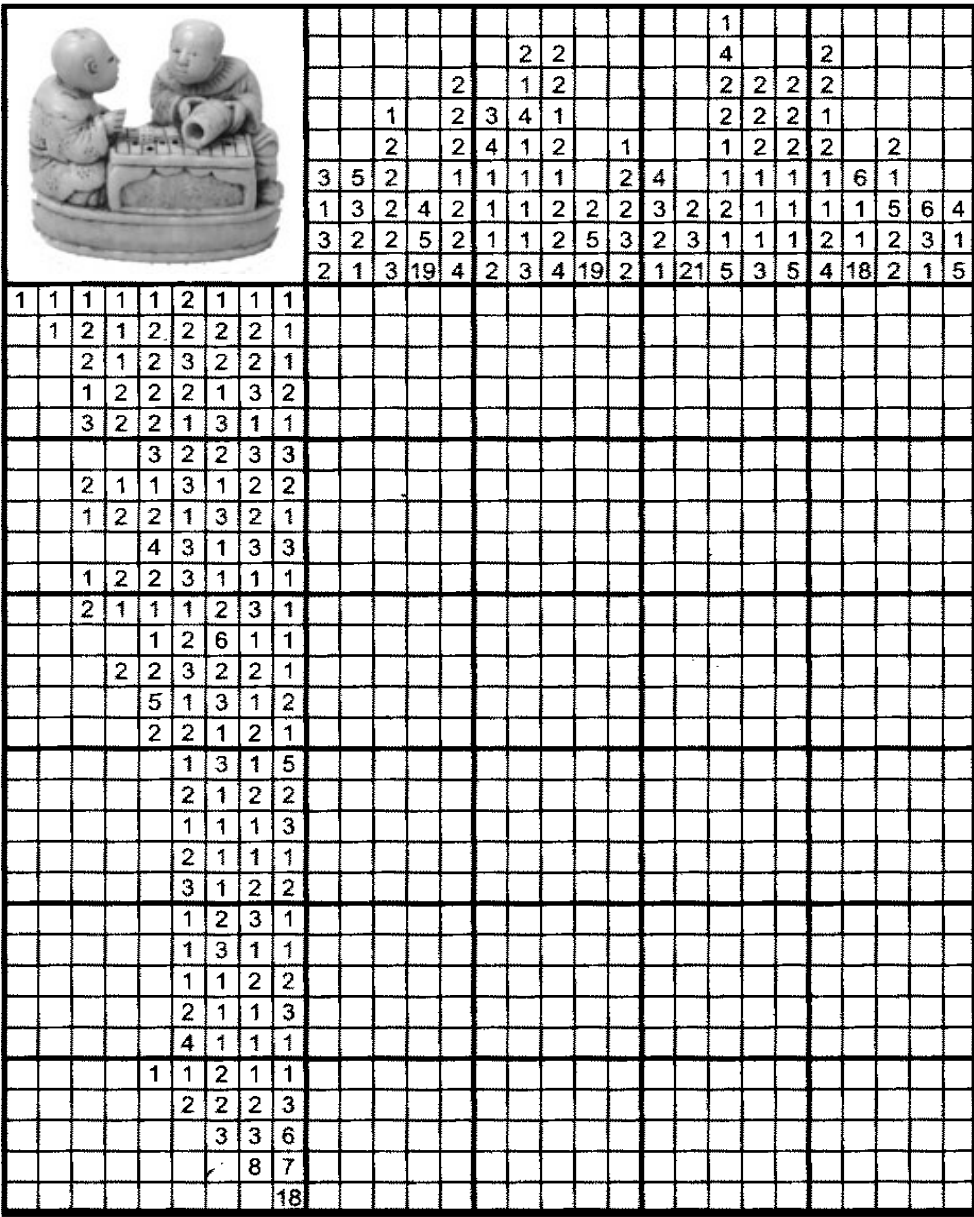 1
2 2 4 2
2 1 2 2 2 2 2
1 2 3 4 1 2 2 2 1
2 2 4 1 2 1 1 2 2 2 2
3 5 2 1 1 1 1 2 4 1 1 1 1 6 1
1 3 2 4 2 1 1 2 2 2 3 2 2 1 1 1 1 5 6 4
3 2 2 5 2 1 1 2 5 3 2 3 1 1 1 2 1 2 3 1
2 1 3 19 4 2 3 4 19 2 1 21 5 3 5 4 18 2 1 5
1 1 1 1 1 2 1 1 1
1 2 1 2 2 2 2 1
2 1 2 3 2 2 1
1 2 2 2 1 3 2
3 2 2 1 3 1 1
3 2 2 3 3
2 1 1 3 1 2 2
1 2 2 1 3 2 1
4 3 1 3 3
1 2 2 3 1 1 1
2 1 1 1 2 3 1
1 2 6 1 1
2 2 3 2 2 1
5 1 3 1 2
2 2 1 2 1
1 3 1 5
2 1 2 2
1 1 1 3
2 1 1 1
3 1 2 2
1 2 3 1
1 3 1 1
1 1 2 2
2 1 1 3
4 1 1 1
1 1 2 1 1
2 2 2 3
3 3 6
8 7
18